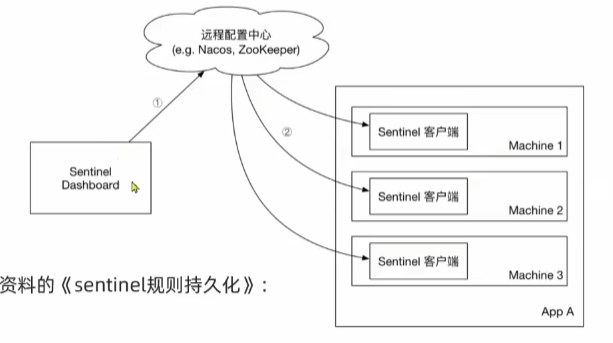 远程配置中心
(e.g. Nacos, ZooKeeper)
①
②
Sentinel
Dashboard
Sentinel 客户端
Machine 1
Sentinel 客户端
Machine 2
Sentinel 客户端
Machine 3
App A
资料的《sentinel规则持久化》：